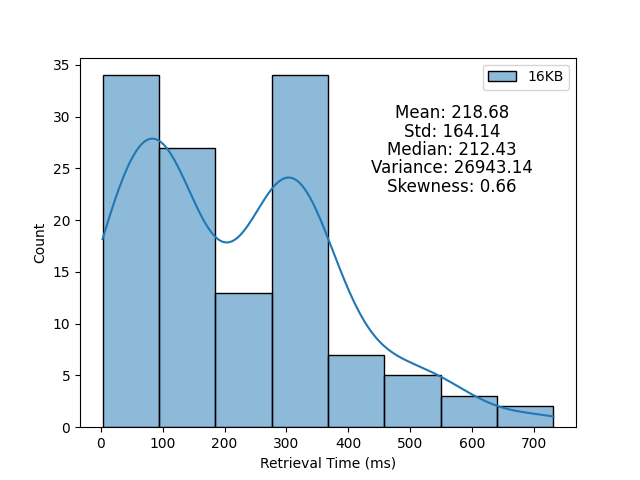 16KB
Mean: 218.68
Std: 164.14
Median: 212.43
Variance: 26943.14
Skewness: 0.66
Count
35
30
25
20
15
10
5
0
0 100 200 300 400 500 600 700
Retrieval Time (ms)